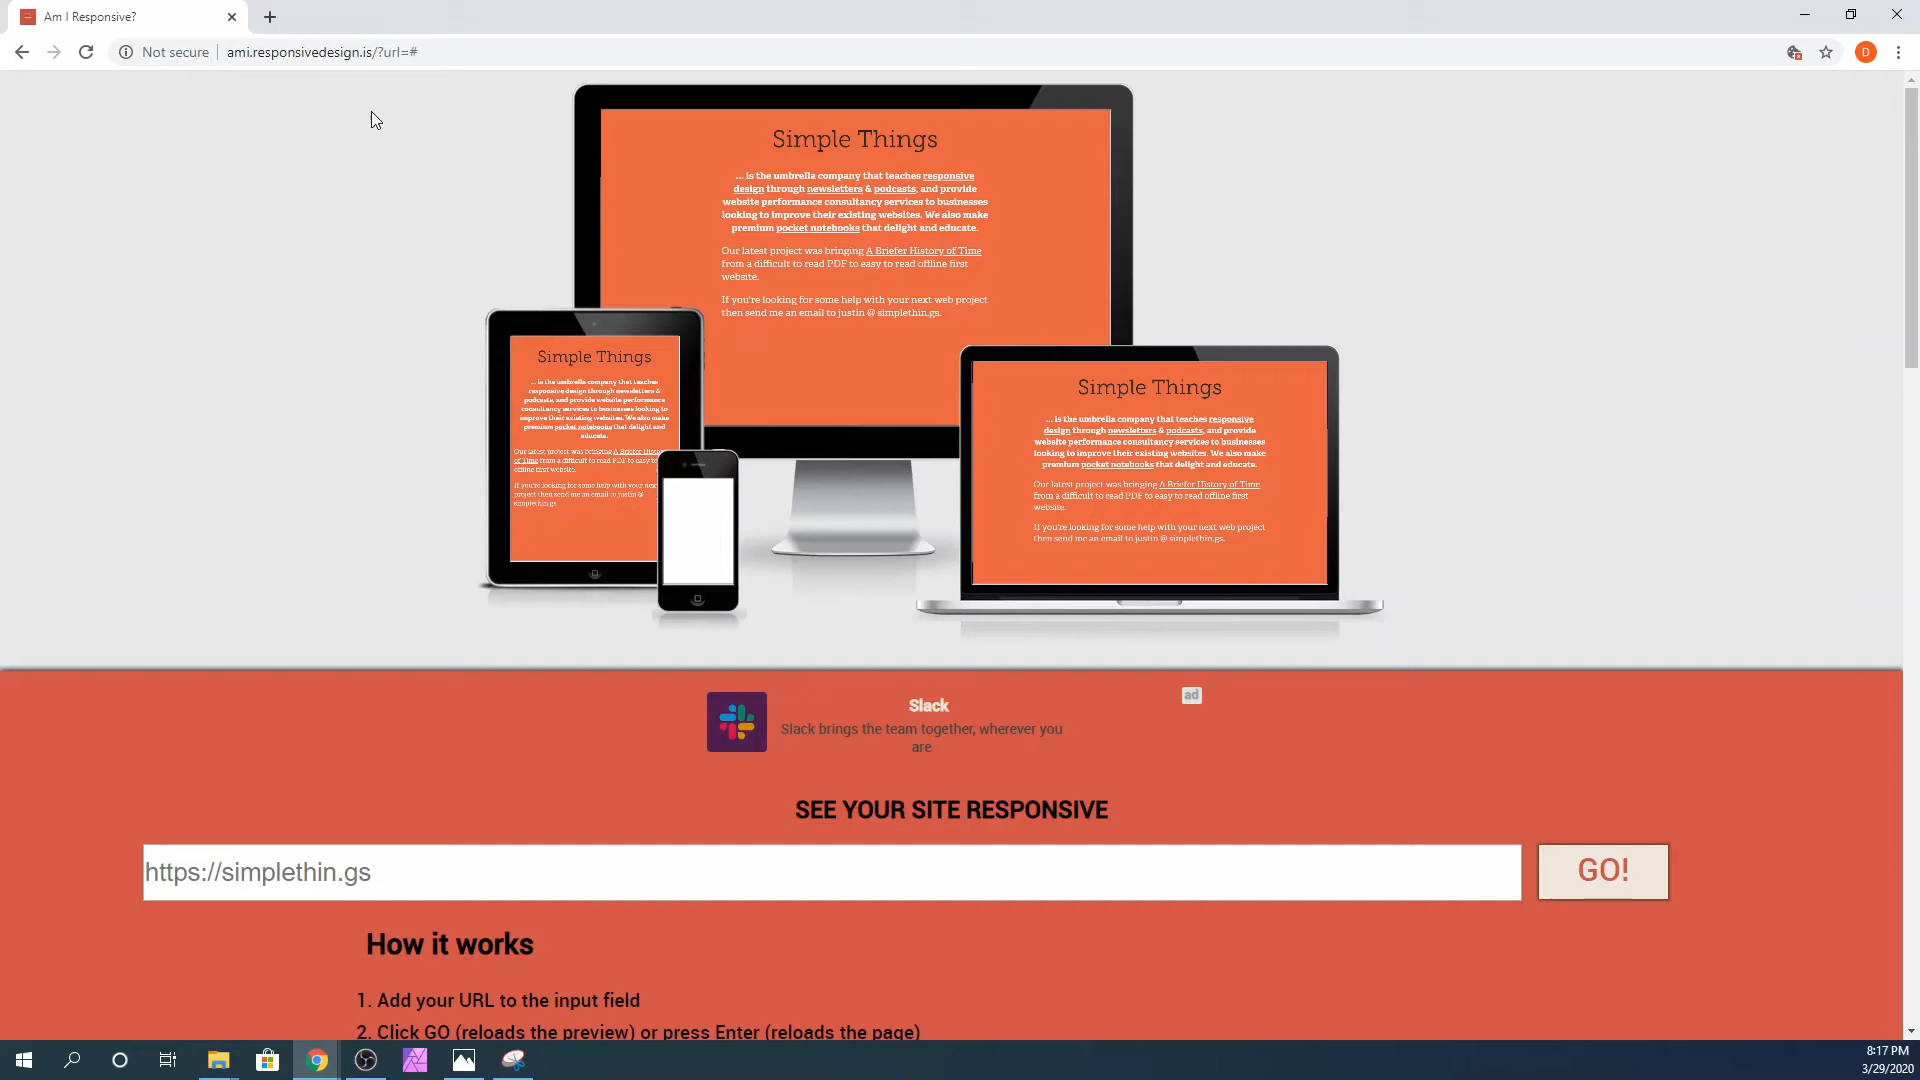 Am I Responsive?
Not secure
ami.responsivedesign.is/?url=#
D
Simple Things
... is the umbrella company that teaches responsive
design through newsletters & podcasts, and provide
website performance consultancy services to businesses
looking to improve their existing websites. We also make
premium pocket notebooks that delight and educate.
Our latest project was bringing A Briefer History of Time
from a difficult to read PDF to easy to read offline first
website.
If you're looking for some help with your next web project
then send me an email to justin @ simplethin.gs.
Simple Things
... is the umbrella company that teaches
responsive design through newsletters &
podcasts, and provide website performance
consultancy services to businesses looking to
improve their existing websites. We also make
premium pocket notebooks that delight and
educate.
Our latest project was bringing A Briefer
of Time from a difficult to read PDF to easy to
offline first website.
If you're looking for some help with your
project then send me an email to justin @
simplethin.gs
Simple Things
... is the umbrella company that teaches responsive
design through newsletters & podcasts, and provide
website performance consultancy services to businesses
looking to improve their existing websites. We also make
premium pocket notebooks that delight and educate.
Our latest project was bringing A Briefer History of Time
from a difficult to read PDF to easy to read offline first
website.
If you're looking for some help with your next web project
then send me an email to justin @ simplethin.gs.
Slack
ad
Slack brings the team together, wherever you
are
SEE YOUR SITE RESPONSIVE
https://simplethin.gs
GO!
How it works
1. Add your URL to the input field
2. Click GO (reloads the preview) or press Enter (reloads the page)
8:17 PM
3/29/2020